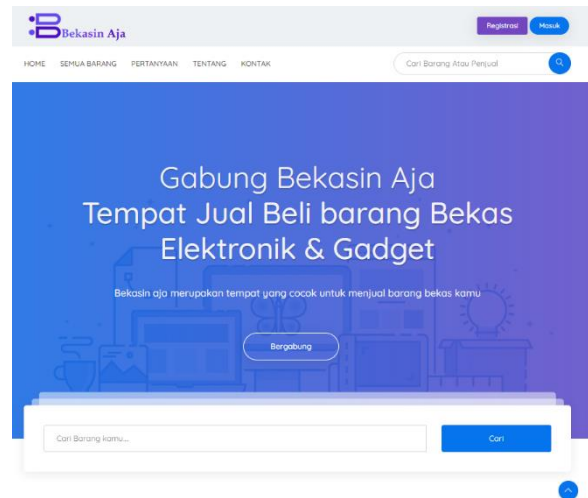 Bekasin Aja
Registrasi Masuk
HOME SEMUA BARANG PERTANYAAN TENTANG KONTAK
Cari Barang Atau Penjual
Gabung Bekasin Aja
Tempat Jual Beli barang Bekas
Elektronik & Gadget
Bekasin aja merupakan tempat yang cocok untuk menjual barang bekas kamu
Bergabung
Cari Barang kamu...
Cari